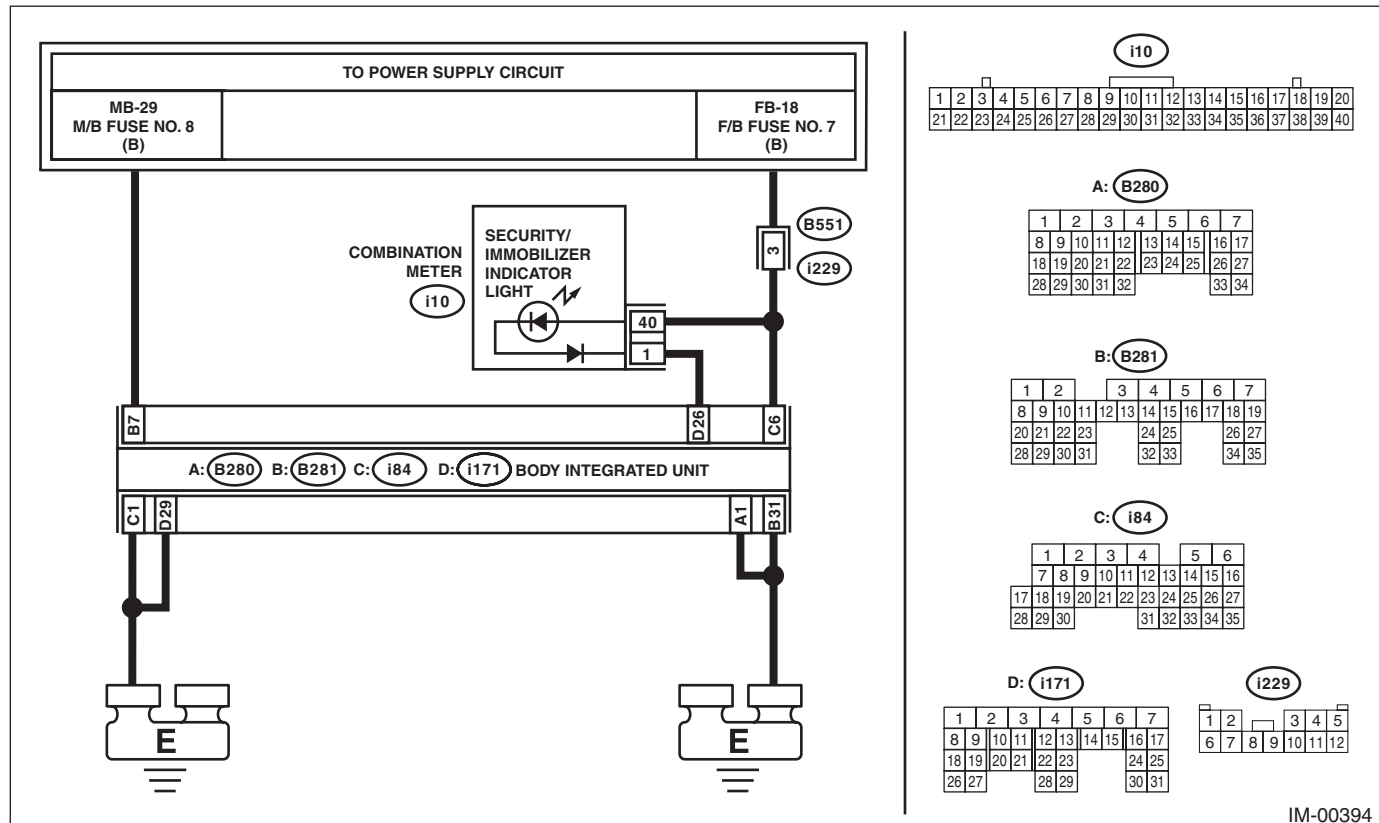 TO POWER SUPPLY CIRCUIT
MB-29
M/B FUSE NO. 8
(B)
FB-18
F/B FUSE NO. 7
(B)
B551
3
i229
COMBINATION
METER
i10
SECURITY/
IMMOBILIZER
INDICATOR
LIGHT
40
1
B7
D26
C6
A: B280 B: B281 C: i84 D: i171 BODY INTEGRATED UNIT
C1
D29
A1
B31
E
E
i10
1 2 3 4 5 6 7 8 9 10 11 12 13 14 15 16 17 18 19 20
21 22 23 24 25 26 27 28 29 30 31 32 33 34 35 36 37 38 39 40
A: B280
1 2 3 4 5 6 7
8 9 10 11 12 13 14 15 16 17
18 19 20 21 22 23 24 25 26 27
28 29 30 31 32 33 34
B: B281
1 2 3 4 5 6 7
8 9 10 11 12 13 14 15 16 17 18 19
20 21 22 23 24 25 26 27
28 29 30 31 32 33 34 35
C: i84
1 2 3 4 5 6
7 8 9 10 11 12 13 14 15 16
17 18 19 20 21 22 23 24 25 26 27
28 29 30 31 32 33 34 35
D: i171
1 2 3 4 5 6 7
8 9 10 11 12 13 14 15 16 17
18 19 20 21 22 23 24 25
26 27 28 29 30 31
i229
1 2 3 4 5
6 7 8 9 10 11 12
IM-00394